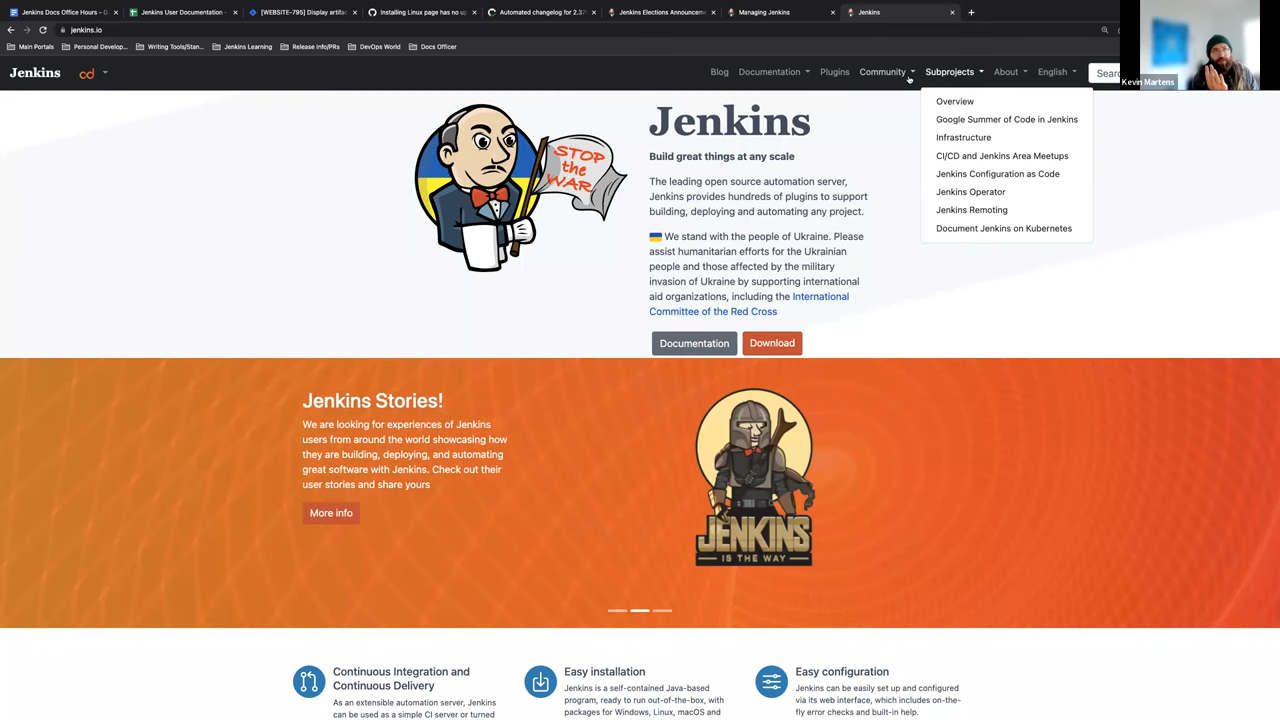 Jenkins Docs Office Hours - G
Jenkins User Documentation -
[WEBSITE-795] Display artifa
Installing Linux page has no up
Automated changelog for 2.37
Jenkins Elections Announcem
Managing Jenkins
Jenkins
jenkins.io
Main Portals
Personal Develop...
Writing Tools/Stan...
Jenkins Learning
Release Info/PRs
DevOps World
Docs Officer
Jenkins
cd
Blog
Documentation
Plugins
Community
Subprojects
About
English
Searc
Kevin Martens
Overview
Google Summer of Code in Jenkins
Infrastructure
CI/CD and Jenkins Area Meetups
Jenkins Configuration as Code
Jenkins Operator
Jenkins Remoting
Document Jenkins on Kubernetes
STOP
the
WAR
Jenkins
Build great things at any scale
The leading open source automation server,
Jenkins provides hundreds of plugins to support
building, deploying and automating any project.
We stand with the people of Ukraine. Please
assist humanitarian efforts for the Ukrainian
people and those affected by the military
invasion of Ukraine by supporting international
aid organizations, including the International
Committee of the Red Cross
Documentation
Download
Jenkins Stories!
We are looking for experiences of Jenkins
users from around the world showcasing how
they are building, deploying, and automating
great software with Jenkins. Check out their
user stories and share yours
More info
JENKINS
IS THE WAY
Continuous Integration and
Continuous Delivery
As an extensible automation server, Jenkins
can be used as a simple CI server or turned
Easy installation
Jenkins is a self-contained Java-based
program, ready to run out-of-the-box, with
packages for Windows, Linux, macOS and
Easy configuration
Jenkins can be easily set up and configured
via its web interface, which includes on-the-
fly error checks and built-in help.